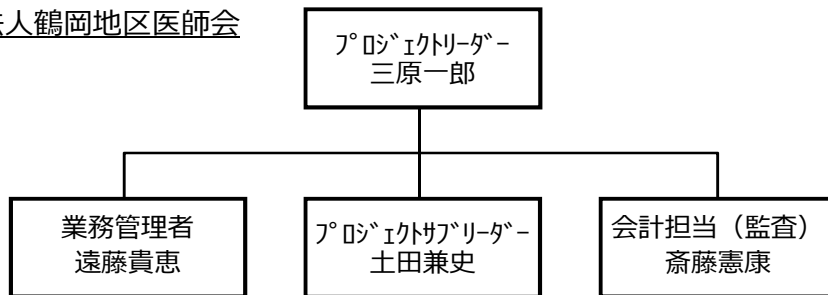 法人鶴岡地区医師会
ﾌﾟﾛｼﾞｪｸﾄﾘｰﾀﾞｰ
三原一郎
業務管理者
遠藤貴恵
ﾌﾟﾛｼﾞｪｸﾄｻﾌﾞﾘｰﾀﾞｰ
土田兼史
会計担当（監査）
斎藤憲康